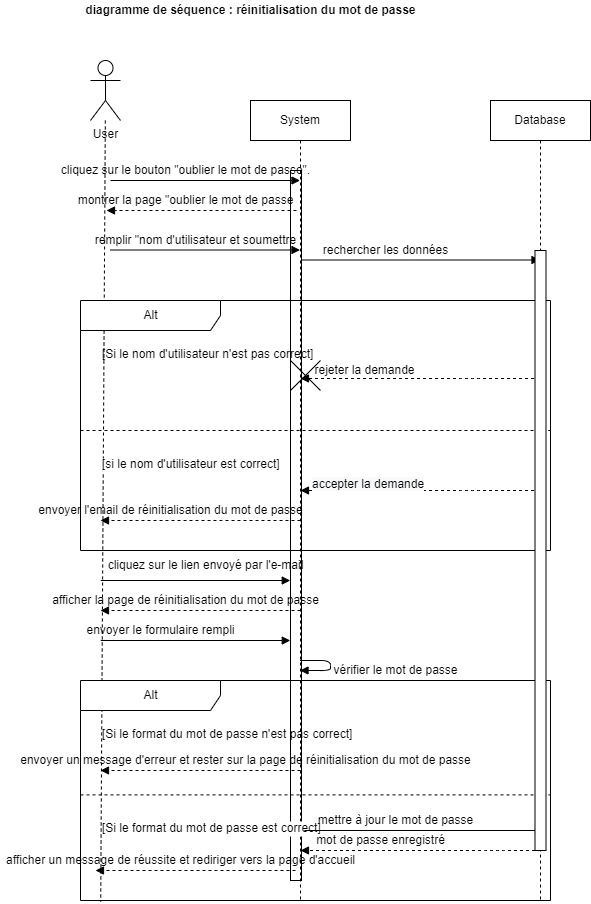 diagramme de séquence : réinitialisation du mot de passe
User
System
Database
cliquez sur le bouton "oublier le mot de passe".
montrer la page "oublier le mot de passe
remplir "nom d'utilisateur et soumettre
rechercher les données
Alt
[Si le nom d'utilisateur n'est pas correct]
rejeter la demande
[si le nom d'utilisateur est correct]
accepter la demande
envoyer l'email de réinitialisation du mot de passe
cliquez sur le lien envoyé par l'e-mail
afficher la page de réinitialisation du mot de passe
envoyer le formulaire rempli
vérifier le mot de passe
Alt
[Si le format du mot de passe n'est pas correct]
envoyer un message d'erreur et rester sur la page de réinitialisation du mot de passe
mettre à jour le mot de passe
[Si le format du mot de passe est correct]
mot de passe enregistré
afficher un message de réussite et rediriger vers la page d'accueil